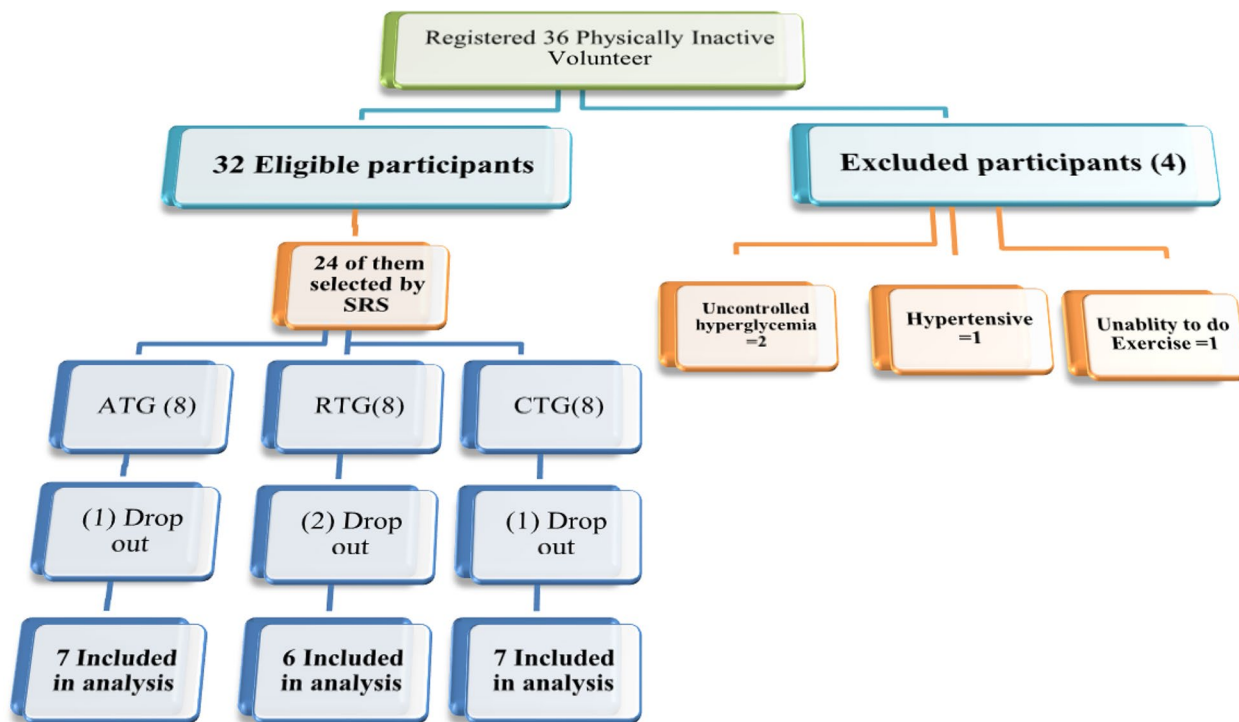 Registered 36 Physically Inactive
Volunteer
32 Eligible participants
Excluded participants (4)
24 of them
selected by
SRS
Uncontrolled
hyperglycemia
=2
Hypertensive
=1
Unablity to do
Exercise =1
ATG (8)
RTG(8)
CTG(8)
(1) Drop
out
(2) Drop
out
(1) Drop
out
7 Included
in analysis
6 Included
in analysis
7 Included
in analysis